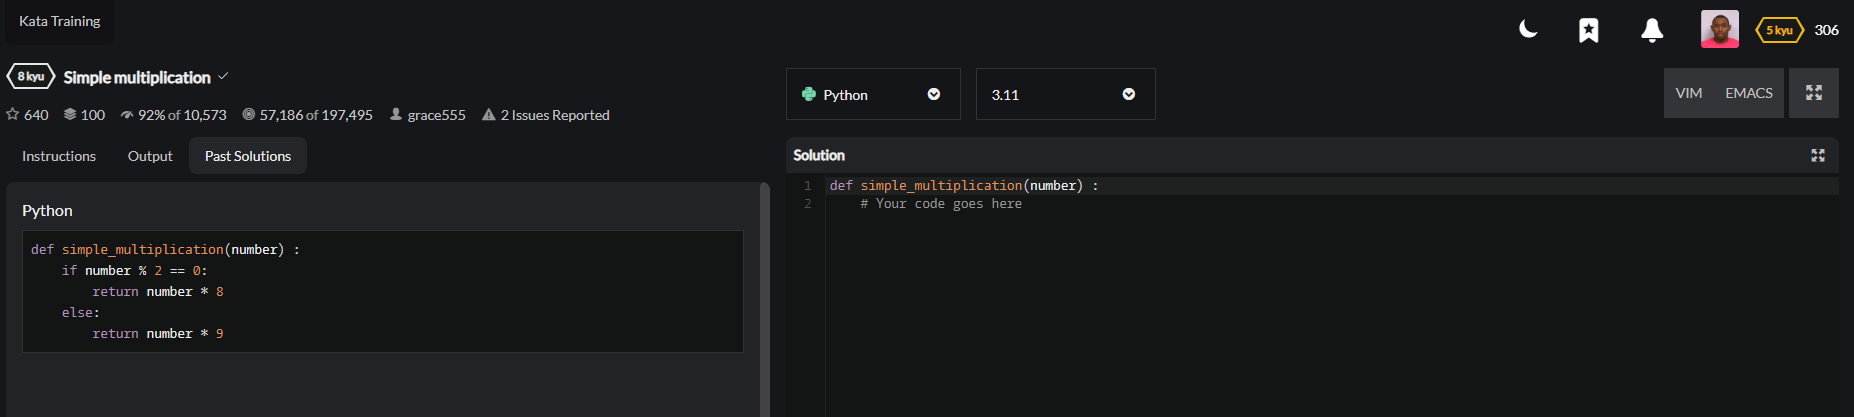 Kata Training
5 kyu 306
8 kyu Simple multiplication
640 100 92% of 10,573 57,186 of 197,495 grace555 2 Issues Reported
Instructions Output Past Solutions
Python
def simple_multiplication(number) :
    if number % 2 == 0:
        return number * 8
    else:
        return number * 9
Python 3.11 VIM EMACS
Solution
1 def simple_multiplication(number) :
2     # Your code goes here